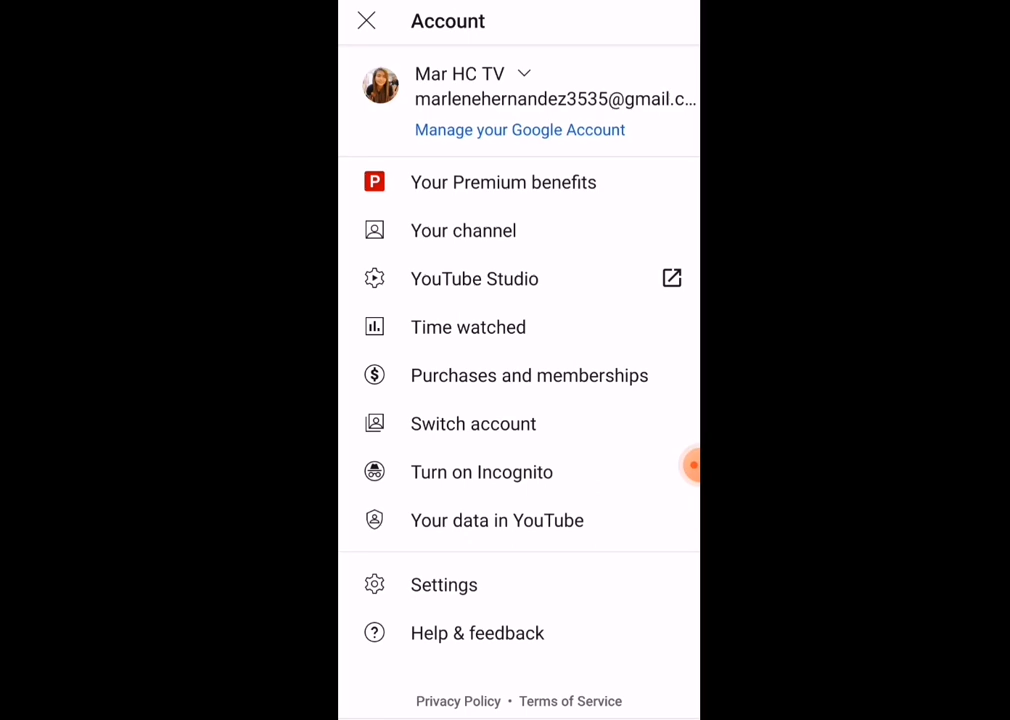 Account
Mar HC TV
marlenehernandez3535@gmail.c...
Manage your Google Account
P Your Premium benefits
Your channel
YouTube Studio
Time watched
$ Purchases and memberships
Switch account
Turn on Incognito
Your data in YouTube
Settings
? Help & feedback
Privacy Policy • Terms of Service